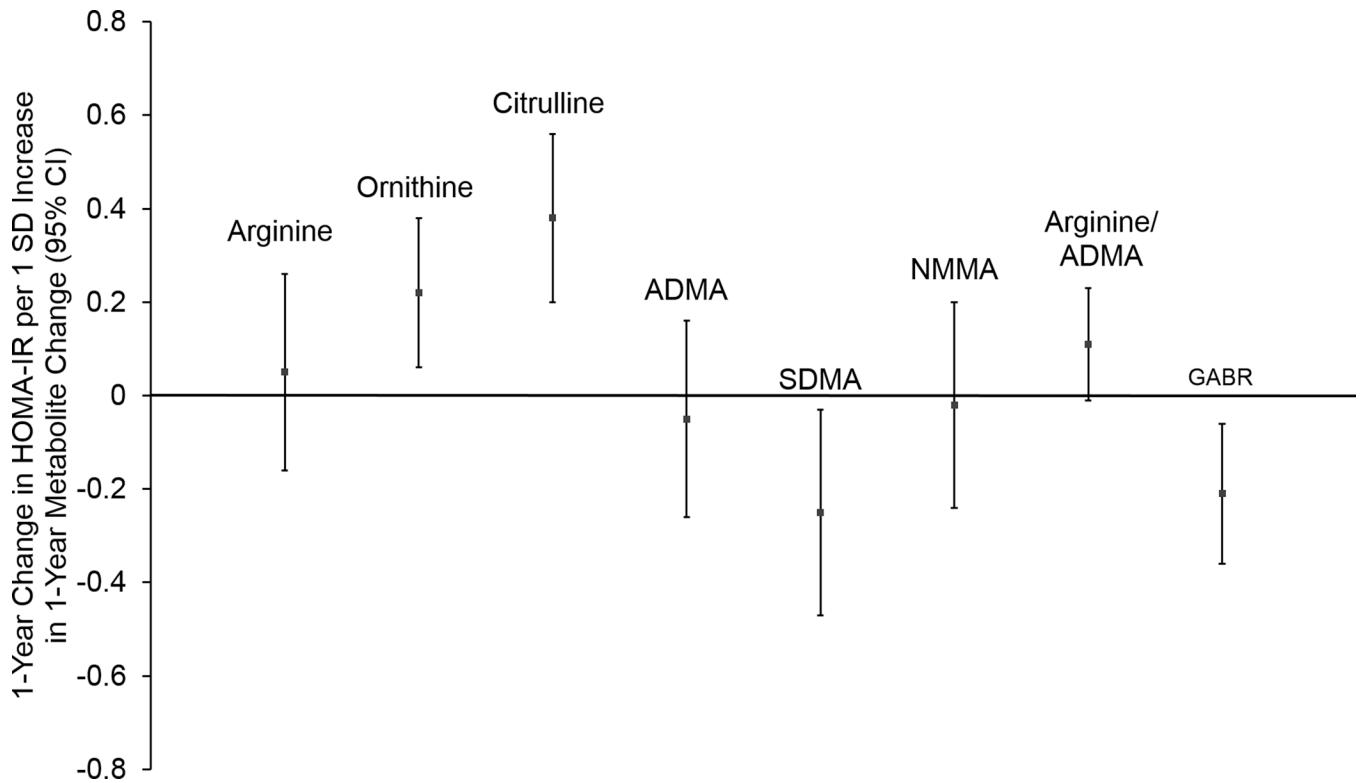 1-Year Change in HOMA-IR per 1 SD Increase
in 1-Year Metabolite Change (95% CI)
0.8
0.6
0.4
0.2
0
-0.2
-0.4
-0.6
-0.8
Arginine
Ornithine
Citrulline
ADMA
SDMA
NMMA
Arginine/
ADMA
GABR